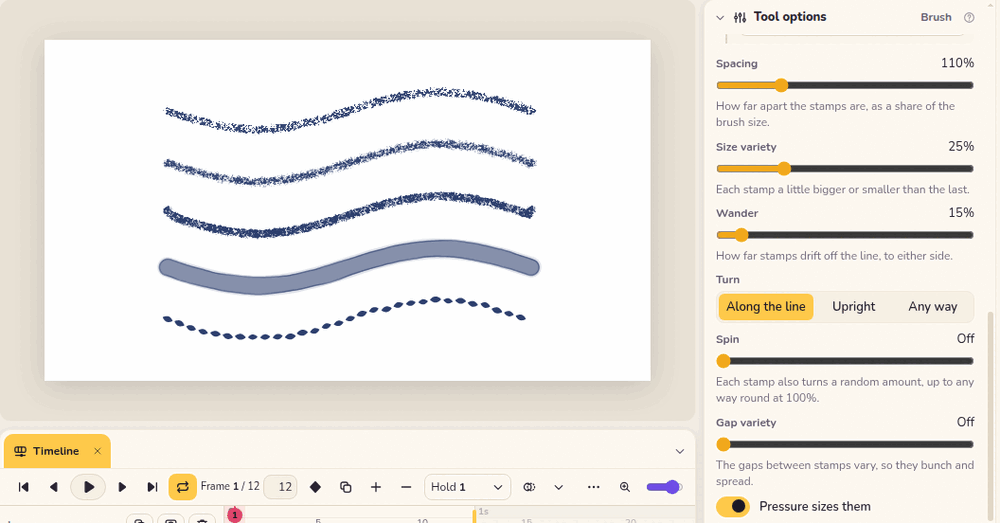 Tool options
Brush
Spacing
110%
How far apart the stamps are, as a share of the
brush size.
Size variety
25%
Each stamp a little bigger or smaller than the last.
Wander
15%
How far stamps drift off the line, to either side.
Turn
Along the line
Upright
Any way
Spin
Off
Each stamp also turns a random amount, up to any
way round at 100%.
Gap variety
Off
The gaps between stamps vary, so they bunch and
spread.
Pressure sizes them
Timeline
Frame 1 / 12
12
Hold 1
1
5
10
1s
15
20